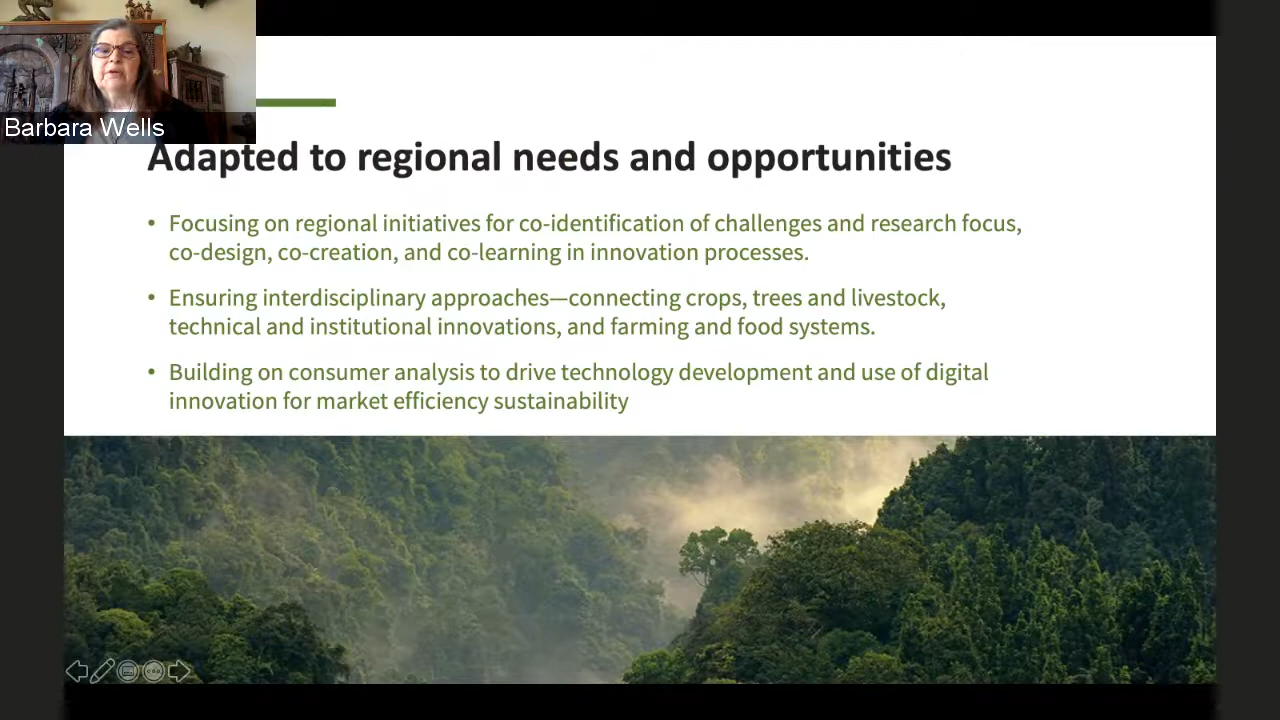 Barbara Wells
Adapted to regional needs and opportunities
• Focusing on regional initiatives for co-identification of challenges and research focus,
co-design, co-creation, and co-learning in innovation processes.
• Ensuring interdisciplinary approaches—connecting crops, trees and livestock,
technical and institutional innovations, and farming and food systems.
• Building on consumer analysis to drive technology development and use of digital
innovation for market efficiency sustainability